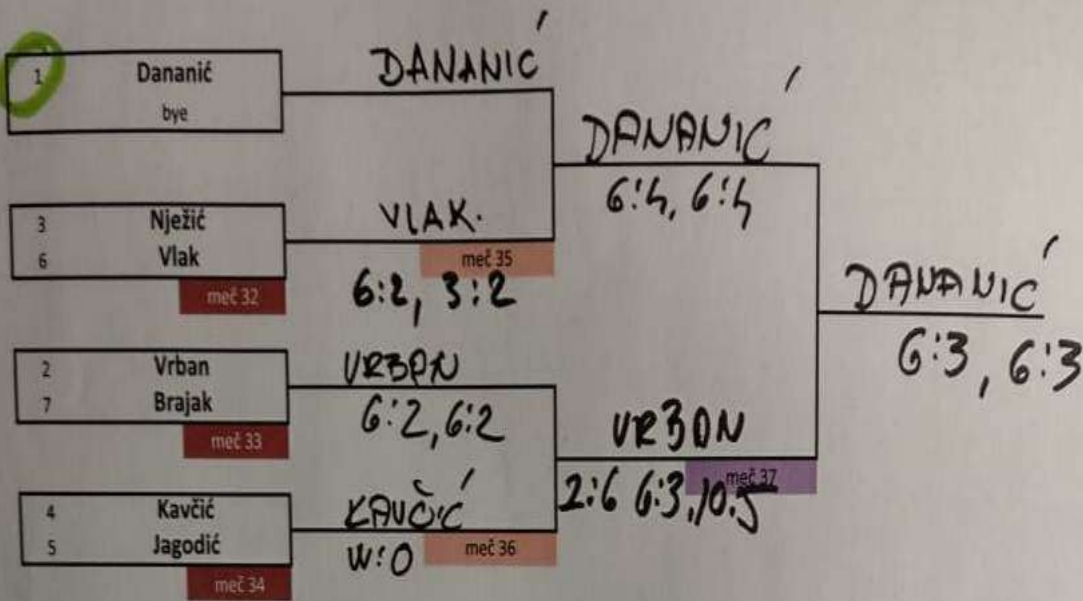 1 Dananić
bye
DANANIĆ
DANANIĆ
6:4, 6:4
3 Nježić
6 Vlak
meč 32
VLAK.
meč 35
6:2, 3:2
DANANIĆ
6:3, 6:3
2 Vrban
7 Brajak
meč 33
VRBAN
6:2, 6:2
VRBAN
meč 37
2:6 6:3, 10:5
4 Kavčić
5 Jagodić
meč 34
KAVČIĆ
W:O
meč 36